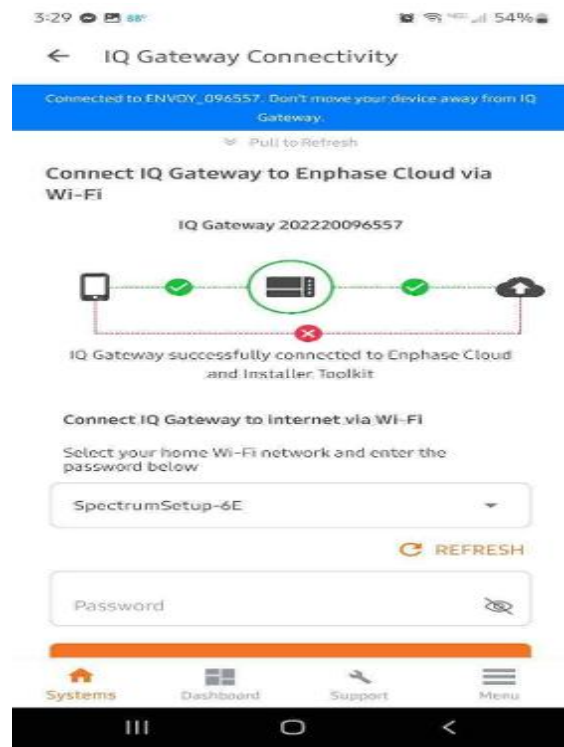 3:29 88° 54%
IQ Gateway Connectivity
Connected to ENVOY_096557. Don't move your device away from IQ
Gateway.
Pull to Refresh
Connect IQ Gateway to Enphase Cloud via
Wi-Fi
IQ Gateway 202220096557
IQ Gateway successfully connected to Enphase Cloud
and Installer Toolkit
Connect IQ Gateway to internet via Wi-Fi
Select your home Wi-Fi network and enter the
password below
SpectrumSetup-6E
REFRESH
Password
Systems Dashboard Support Menu